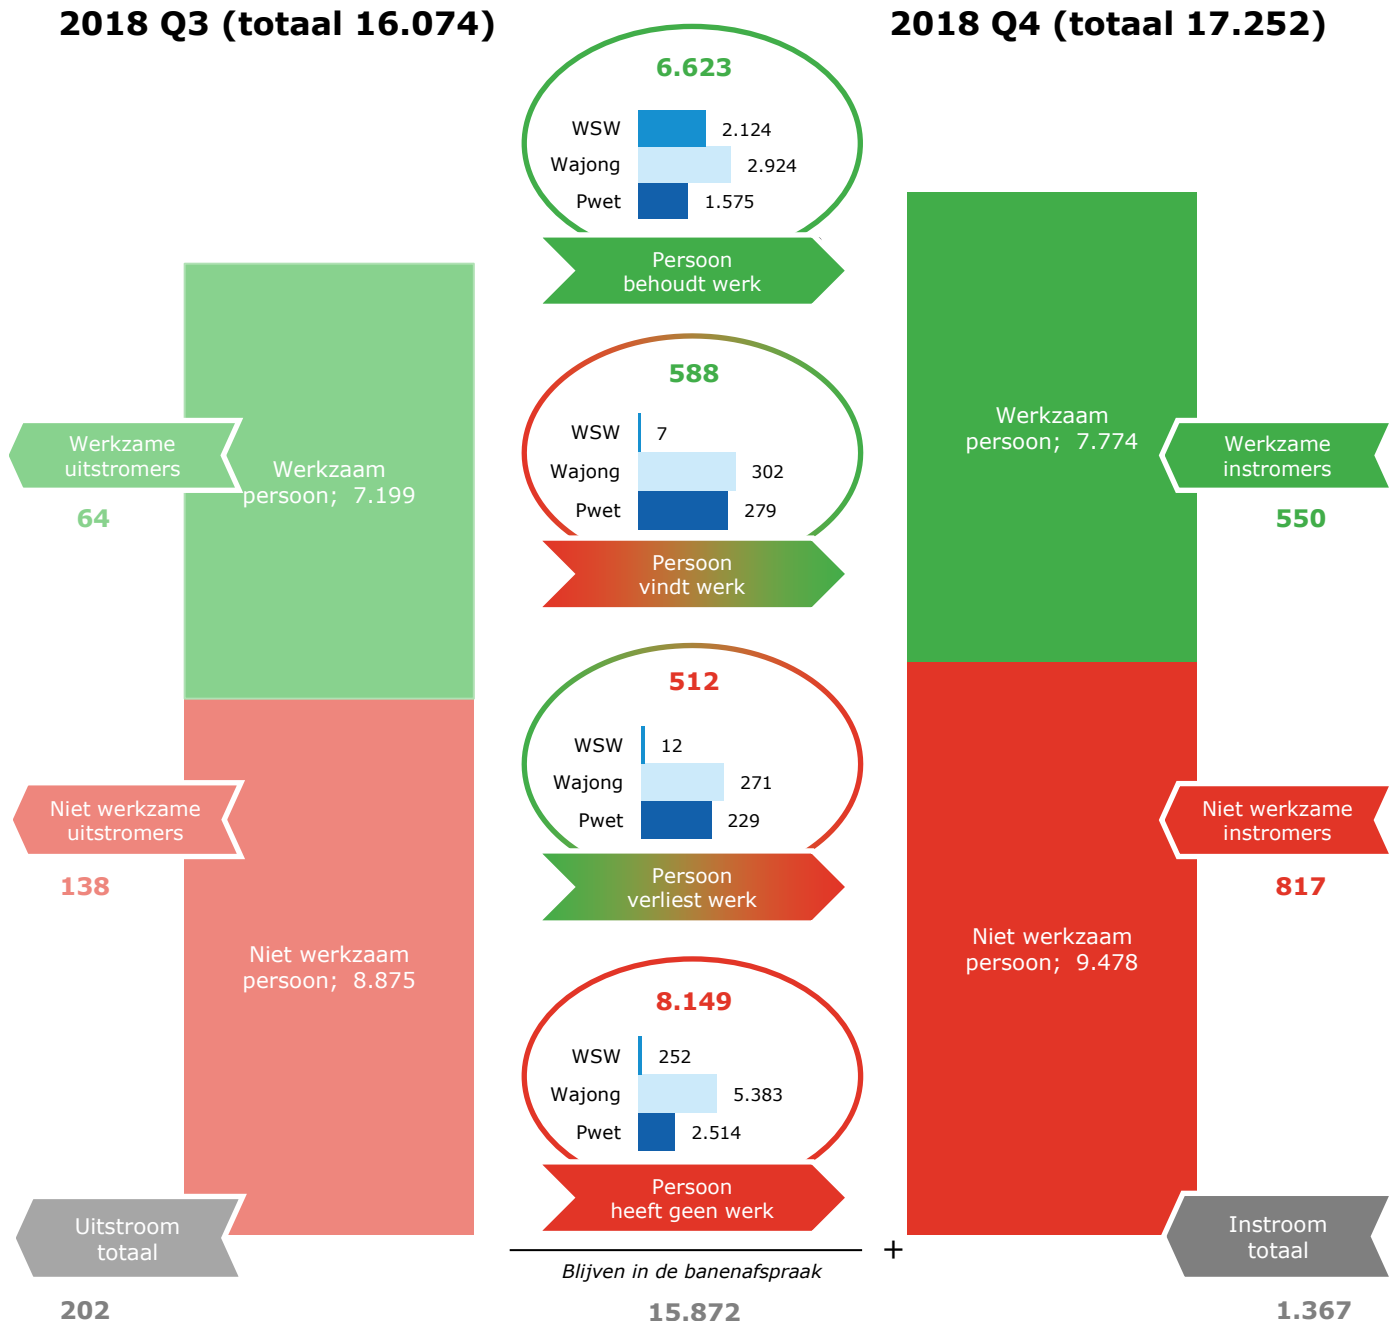 2018 Q3 (totaal 16.074)
2018 Q4 (totaal 17.252)
6.623
WSW 2.124
Wajong 2.924
Pwet 1.575
Persoon
behoudt werk
588
WSW 7
Wajong 302
Pwet 279
Persoon
vindt werk
512
WSW 12
Wajong 271
Pwet 229
Persoon
verliest werk
8.149
WSW 252
Wajong 5.383
Pwet 2.514
Persoon
heeft geen werk
Werkzame
uitstromers
64
Werkzaam
persoon; 7.199
Niet werkzame
uitstromers
138
Niet werkzaam
persoon; 8.875
Uitstroom
totaal
202
Werkzaam
persoon; 7.774
Werkzame
instromers
550
Niet werkzame
instromers
817
Niet werkzaam
persoon; 9.478
+
Blijven in de banenafspraak
15.872
Instroom
totaal
1.367